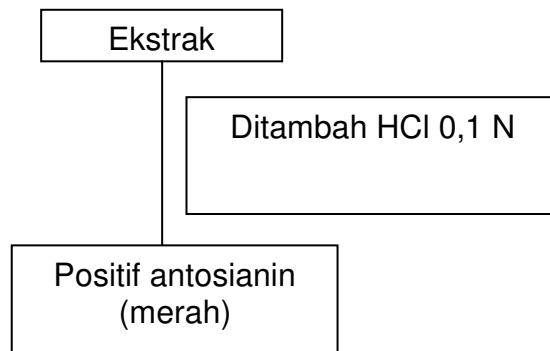 Ekstrak
Ditambah HCl 0,1 N
Positif antosianin
(merah)